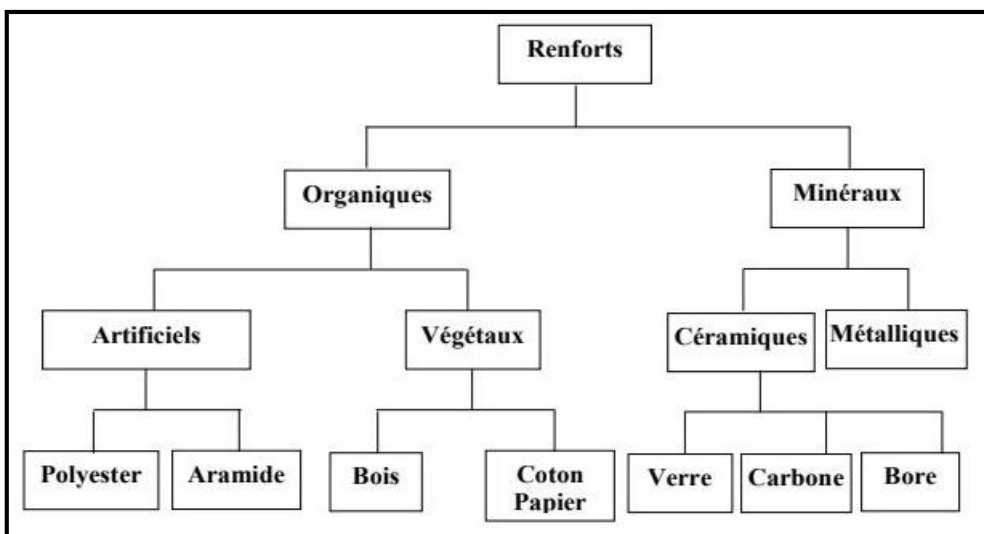 Renforts
Organiques
Minéraux
Artificiels
Végétaux
Céramiques
Métalliques
Polyester
Aramide
Bois
Coton
Papier
Verre
Carbone
Bore